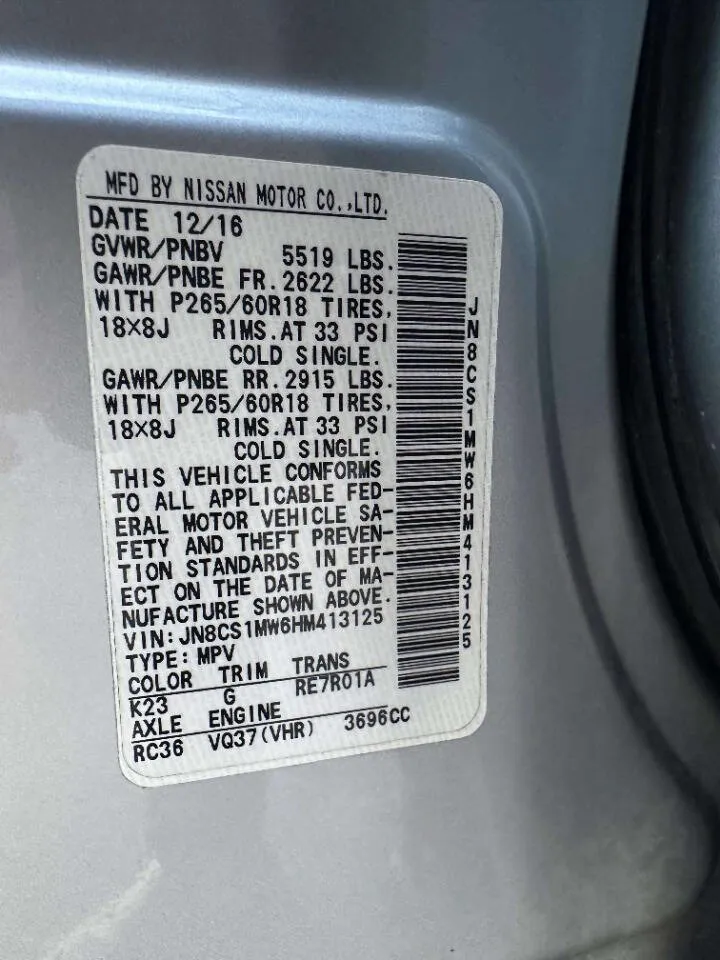 MFD BY NISSAN MOTOR CO.,LTD.
DATE 12/16
GVWR/PNBV 5519 LBS.
GAWR/PNBE FR. 2622 LBS.
WITH P265/60R18 TIRES,
18×8J RIMS. AT 33 PSI
COLD SINGLE.
GAWR/PNBE RR. 2915 LBS.
WITH P265/60R18 TIRES,
18×8J RIMS. AT 33 PSI
COLD SINGLE.
THIS VEHICLE CONFORMS
TO ALL APPLICABLE FED-
ERAL MOTOR VEHICLE SA-
FETY AND THEFT PREVEN-
TION STANDARDS IN EFF-
ECT ON THE DATE OF MA-
NUFACTURE SHOWN ABOVE.
VIN: JN8CS1MW6HM413125
TYPE: MPV
COLOR TRIM TRANS
K23 G RE7R01A
AXLE ENGINE
RC36 VQ37(VHR) 3696CC
JN8CS1MW6HM413125